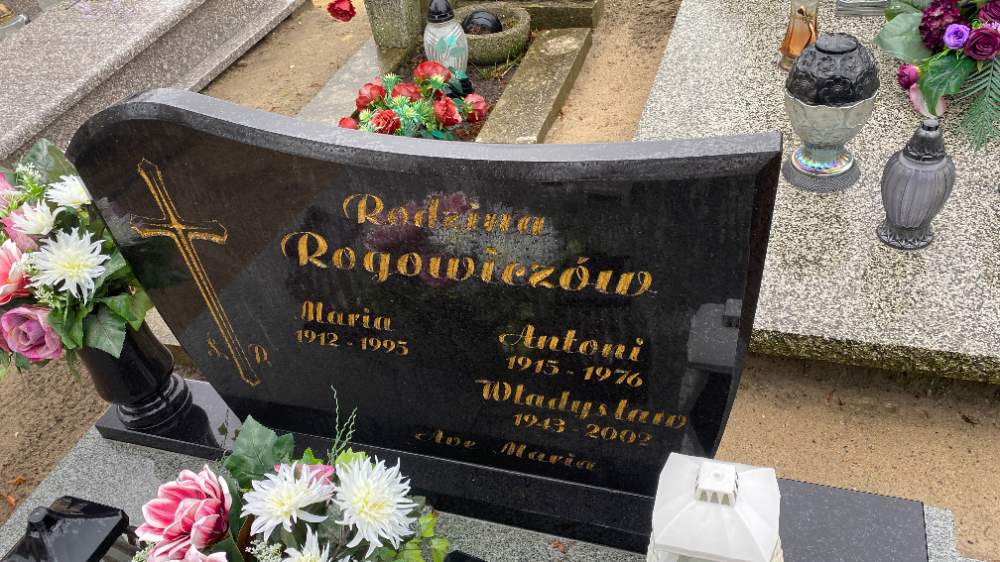 Rodzina
Rogowiczów
Ś. P.
Maria
1912 - 1995
Antoni
1915 - 1976
Władysław
1943 - 2002
Ave Maria